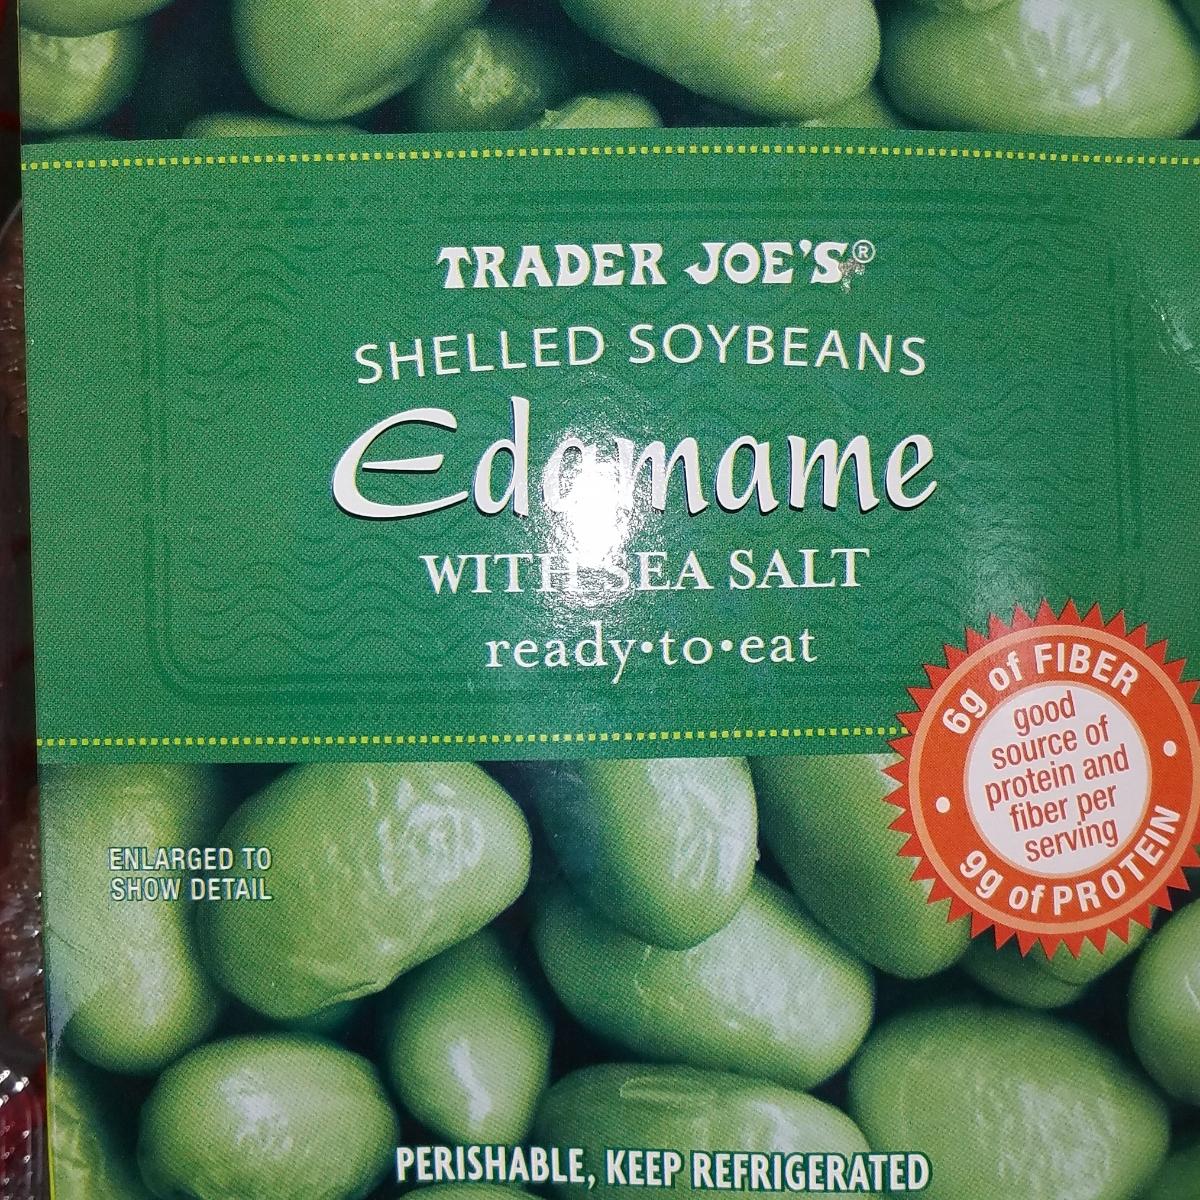 TRADER JOE'S®
SHELLED SOYBEANS
Edamame
WITH SEA SALT
ready•to•eat
6g of FIBER
good
source of
protein and
fiber per
serving
9g of PROTEIN
ENLARGED TO
SHOW DETAIL
PERISHABLE, KEEP REFRIGERATED